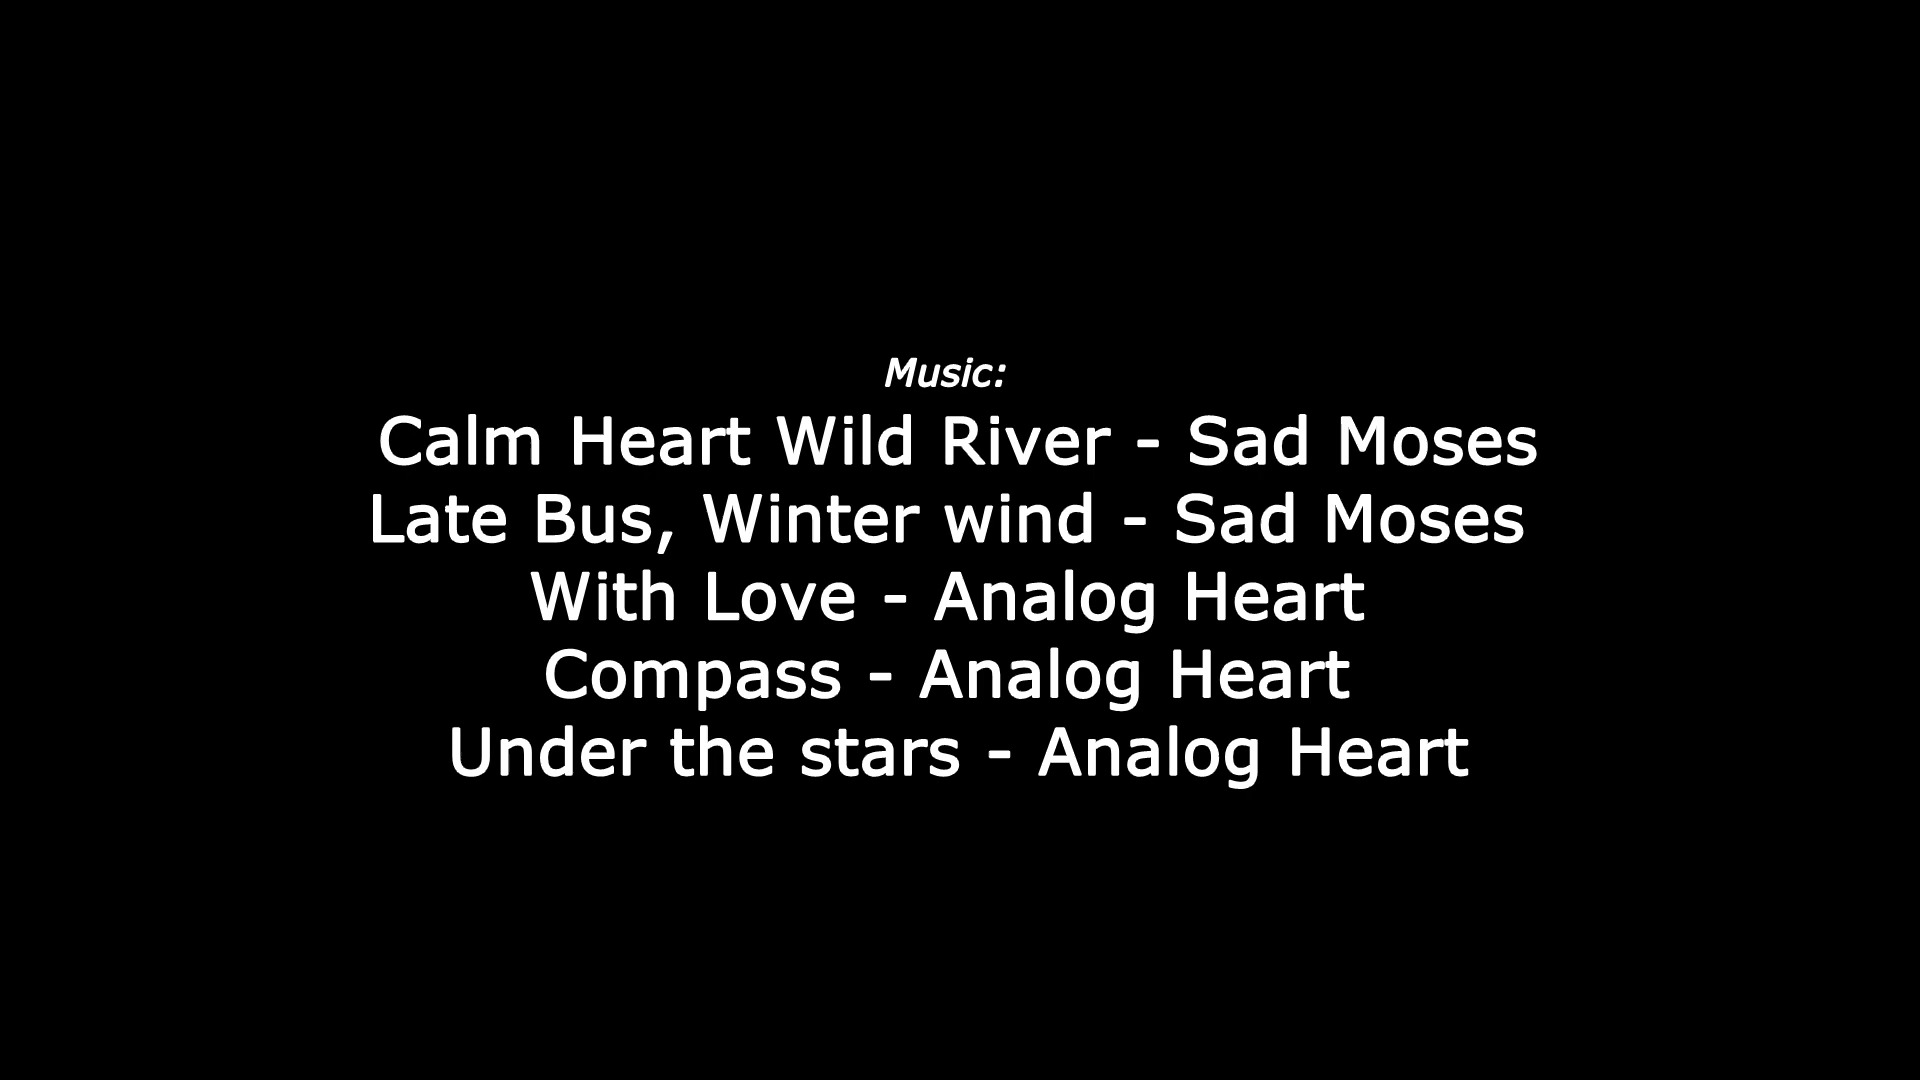 Music:
Calm Heart Wild River - Sad Moses
Late Bus, Winter wind - Sad Moses
With Love - Analog Heart
Compass - Analog Heart
Under the stars - Analog Heart